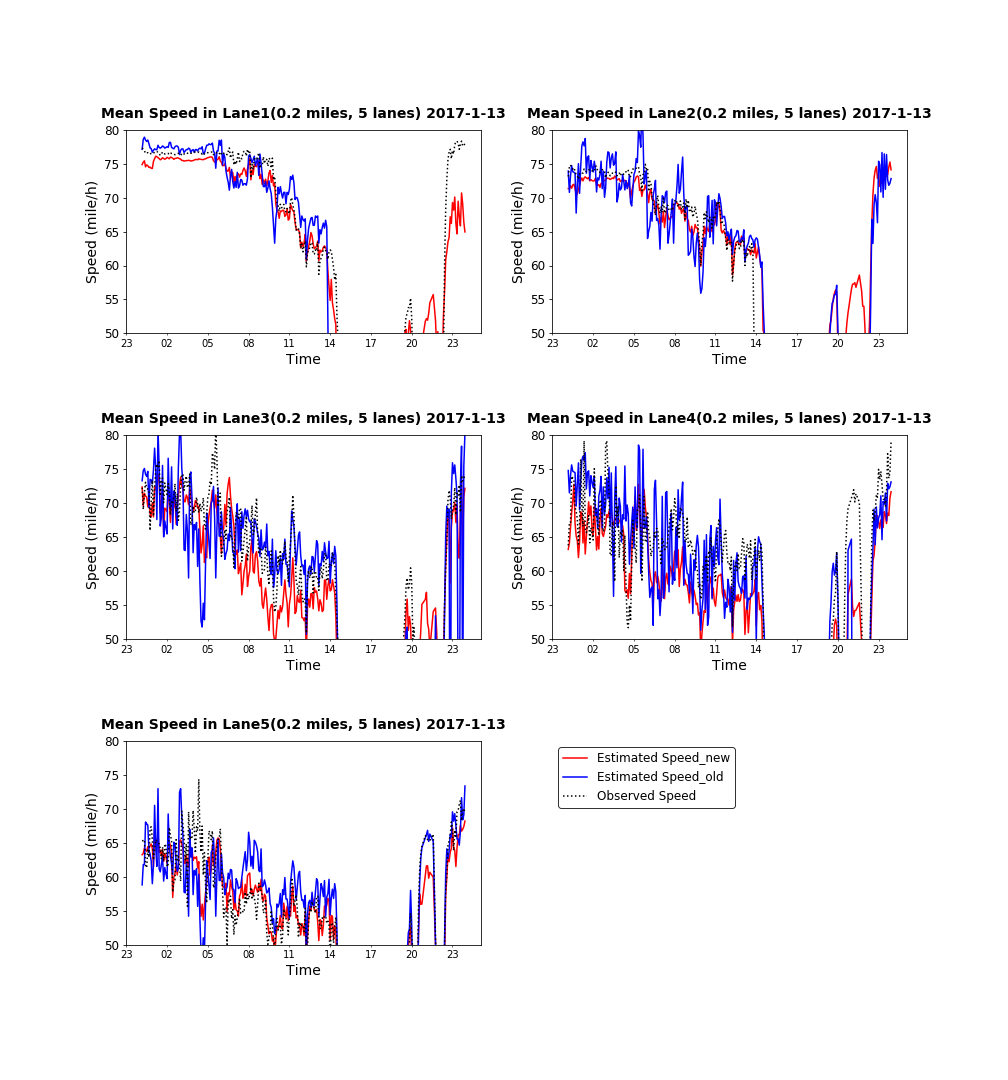 Mean Speed in Lane1(0.2 miles, 5 lanes) 2017-1-13
80
75
70
65
60
55
50
Speed (mile/h)
23 02 05 08 11 14 17 20 23
Time
Mean Speed in Lane2(0.2 miles, 5 lanes) 2017-1-13
80
75
70
65
60
55
50
Speed (mile/h)
23 02 05 08 11 14 17 20 23
Time
Mean Speed in Lane3(0.2 miles, 5 lanes) 2017-1-13
80
75
70
65
60
55
50
Speed (mile/h)
23 02 05 08 11 14 17 20 23
Time
Mean Speed in Lane4(0.2 miles, 5 lanes) 2017-1-13
80
75
70
65
60
55
50
Speed (mile/h)
23 02 05 08 11 14 17 20 23
Time
Mean Speed in Lane5(0.2 miles, 5 lanes) 2017-1-13
80
75
70
65
60
55
50
Speed (mile/h)
23 02 05 08 11 14 17 20 23
Time
Estimated Speed_new
Estimated Speed_old
Observed Speed